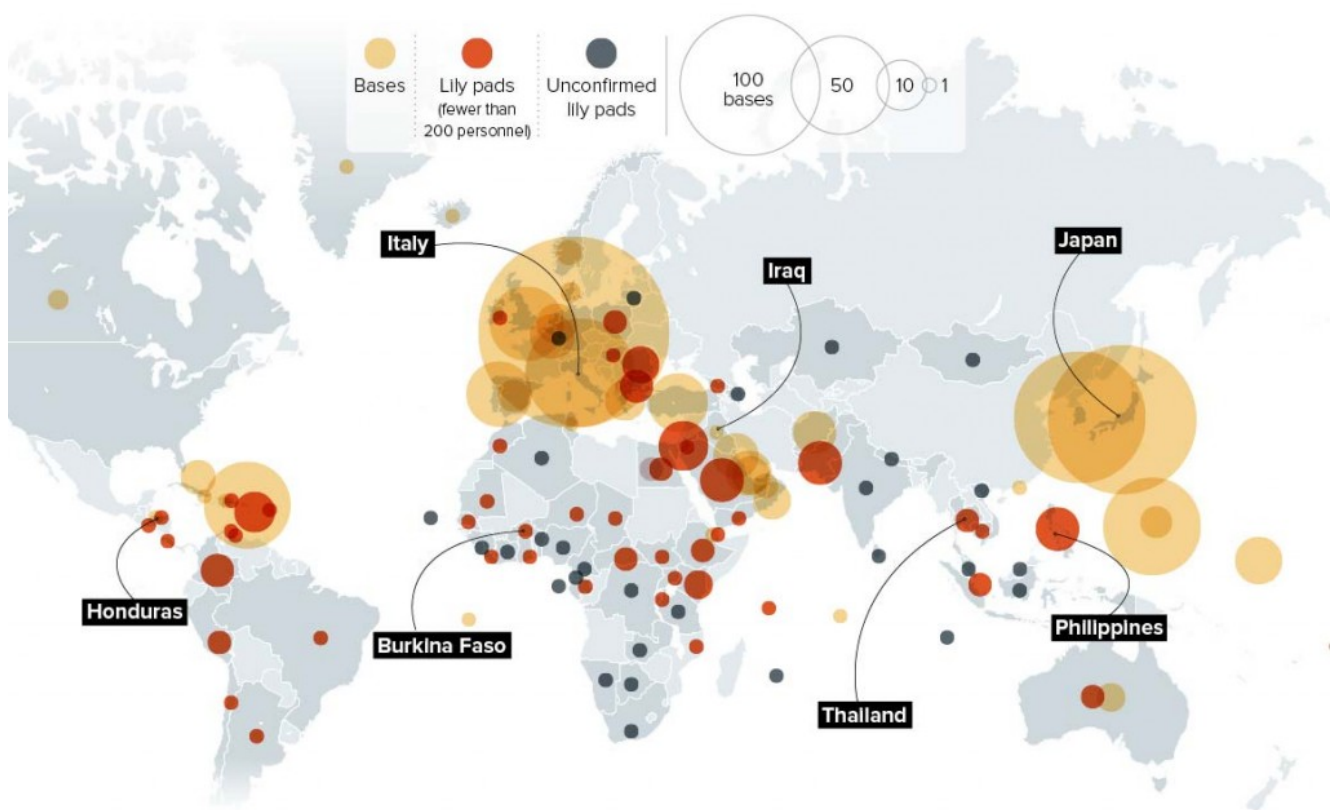 Bases
Lily pads
(fewer than
200 personnel)
Unconfirmed
lily pads
100
bases
50
10
1
Italy
Iraq
Japan
Honduras
Burkina Faso
Thailand
Philippines